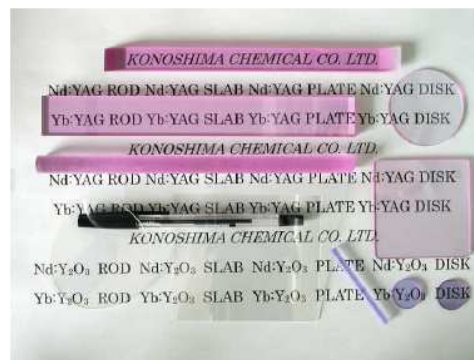 KONOSHIMA CHEMICAL CO. LTD.
Nd:YAG ROD Nd:YAG SLAB Nd:YAG PLATE Nd:YAG DISK
Yb:YAG ROD Yb:YAG SLAB Yb:YAG PLATE Yb:YAG DISK
KONOSHIMA CHEMICAL CO. LTD.
Nd:YAG ROD Nd:YAG SLAB Nd:YAG PLATE Nd:YAG DISK
Yb:YAG ROD Yb:YAG SLAB Yb:YAG PLATE Yb:YAG DISK
KONOSHIMA CHEMICAL CO. LTD.
Nd:Y₂O₃ ROD Nd:Y₂O₃ SLAB Nd:Y₂O₃ PLATE Nd:Y₂O₃ DISK
Yb:Y₂O₃ ROD Yb:Y₂O₃ SLAB Yb:Y₂O₃ PLATE Yb:Y₂O₃ DISK